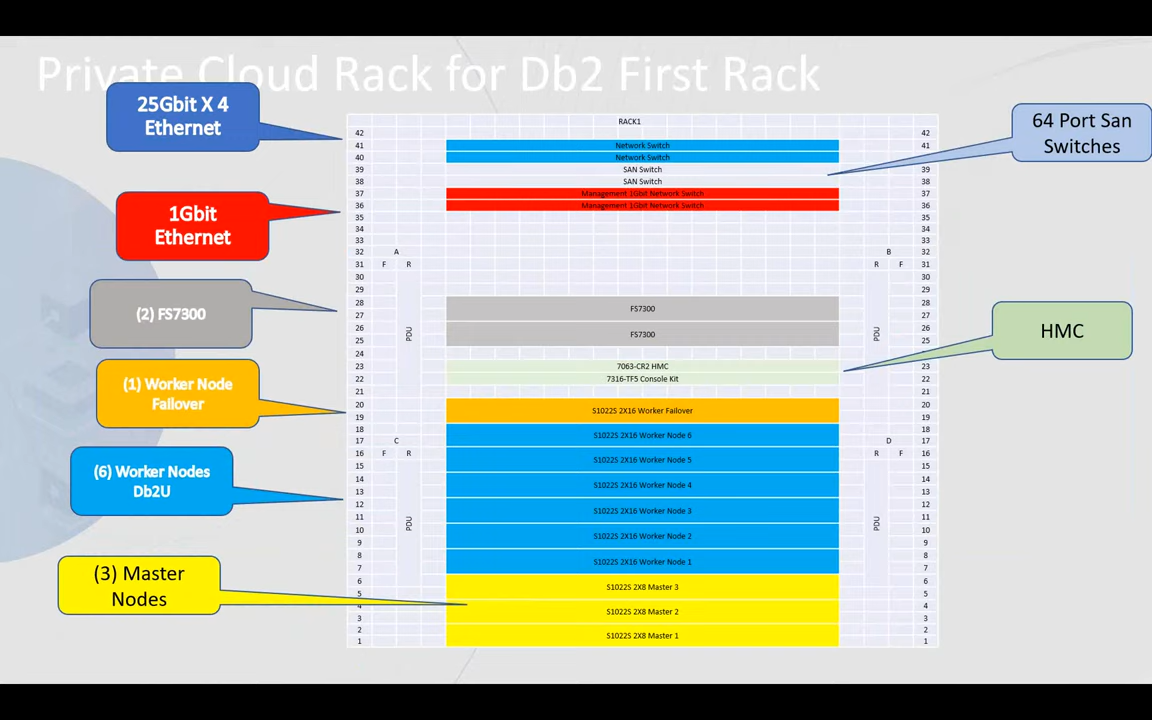 Private Cloud Rack for Db2 First Rack
25Gbit X 4
Ethernet
1Gbit
Ethernet
(2) FS7300
(1) Worker Node
Failover
(6) Worker Nodes
Db2U
(3) Master
Nodes
64 Port San
Switches
HMC
RACK1
42 42
41 Network Switch 41
40 Network Switch 40
39 SAN Switch 39
38 SAN Switch 38
37 Management 1Gbit Network Switch 37
36 Management 1Gbit Network Switch 36
35 35
34 34
33 33
32 A B 32
31 F R R F 31
30 30
29 29
28 FS7300 28
27 27
26 FS7300 26
25 25
PDU PDU
24 24
23 7063-CR2 HMC 23
22 7316-TF5 Console Kit 22
21 21
20 S1022S 2X16 Worker Failover 20
19 19
18 S1022S 2X16 Worker Node 6 18
17 C D 17
16 F R S1022S 2X16 Worker Node 5 R F 16
15 15
14 S1022S 2X16 Worker Node 4 14
13 13
12 S1022S 2X16 Worker Node 3 12
11 11
PDU PDU
10 S1022S 2X16 Worker Node 2 10
9 9
8 S1022S 2X16 Worker Node 1 8
7 7
6 S1022S 2X8 Master 3 6
5 5
4 S1022S 2X8 Master 2 4
3 3
2 S1022S 2X8 Master 1 2
1 1